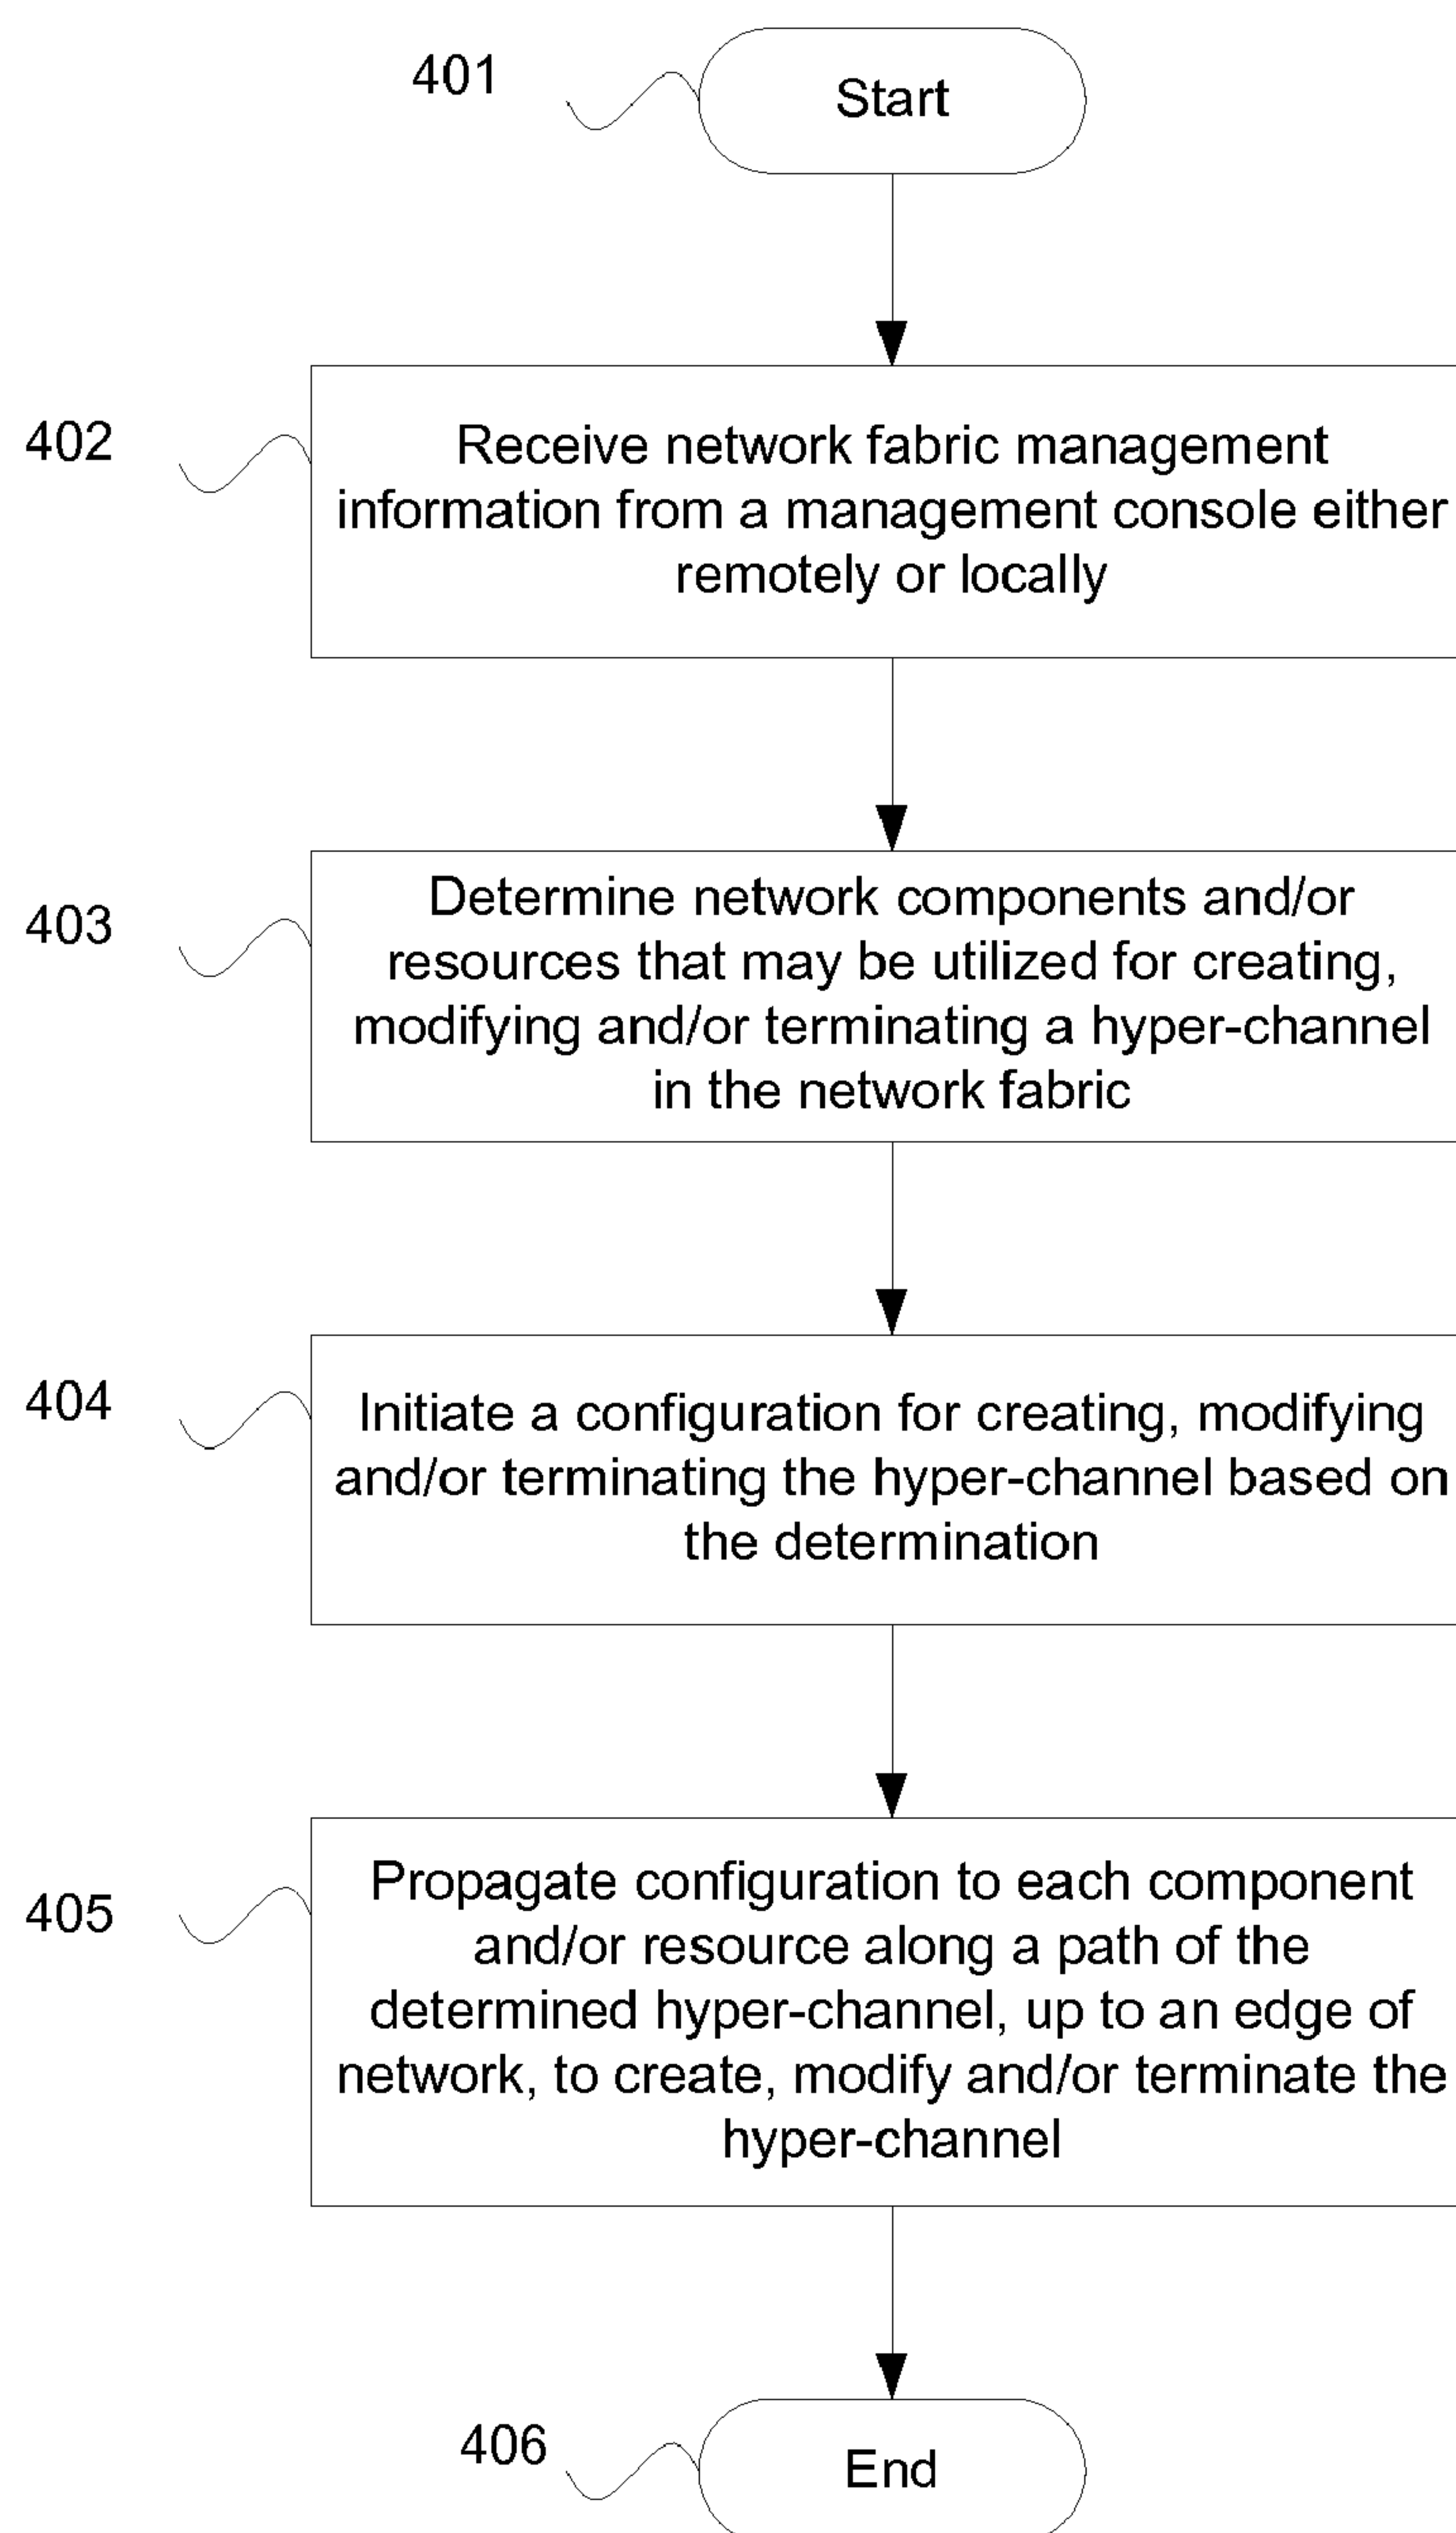 401
Start
402
Receive network fabric management
information from a management console either
remotely or locally
403
Determine network components and/or
resources that may be utilized for creating,
modifying and/or terminating a hyper-channel
in the network fabric
404
Initiate a configuration for creating, modifying
and/or terminating the hyper-channel based on
the determination
405
Propagate configuration to each component
and/or resource along a path of the
determined hyper-channel, up to an edge of
network, to create, modify and/or terminate the
hyper-channel
406
End